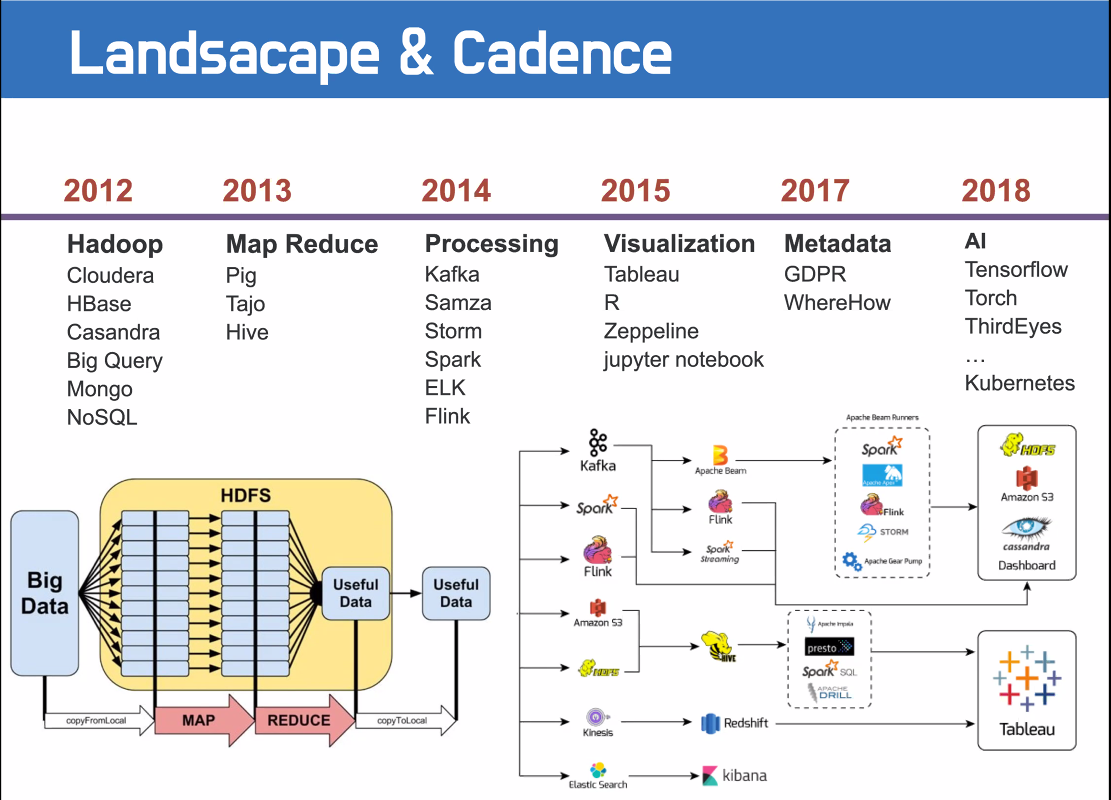 Landsacape & Cadence
2012
2013
2014
2015
2017
2018
Hadoop
Cloudera
HBase
Casandra
Big Query
Mongo
NoSQL
Map Reduce
Pig
Tajo
Hive
Processing
Kafka
Samza
Storm
Spark
ELK
Flink
Visualization
Tableau
R
Zeppeline
jupyter notebook
Metadata
GDPR
WhereHow
AI
Tensorflow
Torch
ThirdEyes
...
Kubernetes
HDFS
Big
Data
Useful
Data
Useful
Data
copyFromLocal
MAP
REDUCE
copyToLocal
Kafka
Spark
Flink
Amazon S3
HDFS
Kinesis
Elastic Search
Apache Beam
Flink
Spark
Streaming
HIVE
Redshift
kibana
Apache Beam Runners
Spark
Apache Apex
Flink
STORM
Apache Gear Pump
Apache Impala
presto
Spark SQL
APACHE
DRILL
HDFS
Amazon S3
cassandra
Dashboard
Tableau